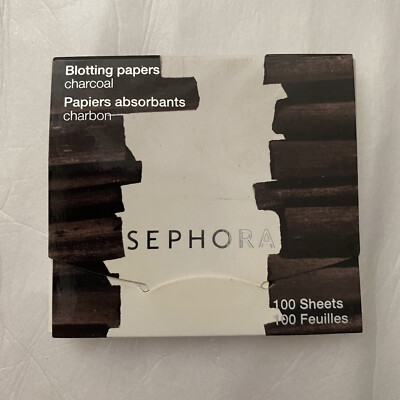 Blotting papers
charcoal
Papiers absorbants
charbon
SEPHORA
100 Sheets
100 Feuilles